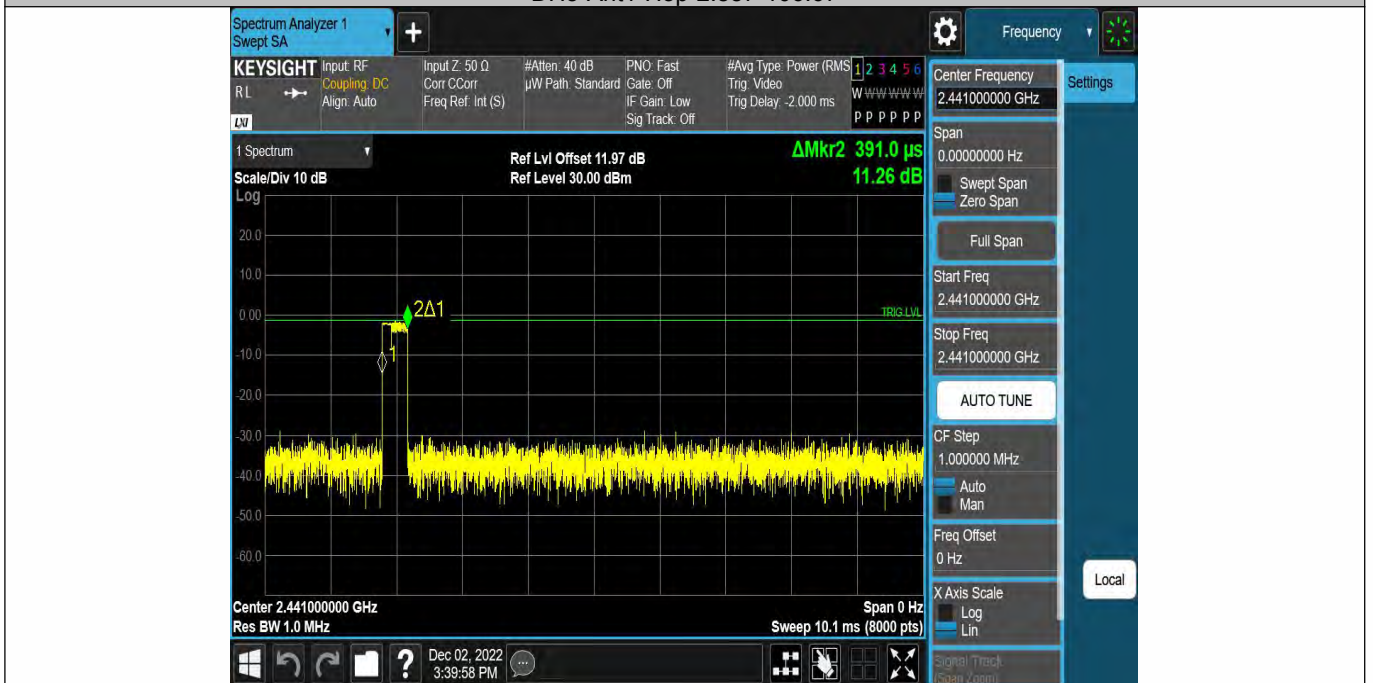 Spectrum Analyzer 1
Swept SA
+
Frequency
KEYSIGHT
RL
LXI
Input: RF
Coupling: DC
Align: Auto
Input Z: 50 Ω
Corr CCorr
Freq Ref: Int (S)
#Atten: 40 dB
µW Path: Standard
PNO: Fast
Gate: Off
IF Gain: Low
Sig Track: Off
#Avg Type: Power (RMS
Trig: Video
Trig Delay: -2.000 ms
1 2 3 4 5 6
W W W W W W
P P P P P P
Center Frequency
2.441000000 GHz
Settings
1 Spectrum
Scale/Div 10 dB
Ref Lvl Offset 11.97 dB
Ref Level 30.00 dBm
ΔMkr2 391.0 µs
11.26 dB
Span
0.00000000 Hz
Swept Span
Zero Span
Full Span
Start Freq
2.441000000 GHz
Stop Freq
2.441000000 GHz
AUTO TUNE
CF Step
1.000000 MHz
Auto
Man
Freq Offset
0 Hz
X Axis Scale
Log
Lin
Signal Track
(Span Zoom)
Local
Log
20.0
10.0
0.00
-10.0
-20.0
-30.0
-40.0
-50.0
-60.0
2Δ1
1
TRIG LVL
Center 2.441000000 GHz
Res BW 1.0 MHz
Span 0 Hz
Sweep 10.1 ms (8000 pts)
?
Dec 02, 2022
3:39:58 PM